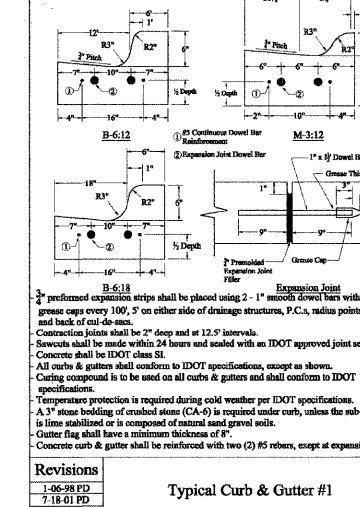 6"
12'
1'
R3"
R2"
6"
¾" Pitch
7"
10"
7"
① ②
½ Depth
4"
16"
4"
B-6:12
R3"
R2"
¾" Pitch
6"
6"
6"
① ②
2"
10"
M-3:12
① #5 Continuous Dowel Bar
Reinforcement
② Expansion Joint Dowel Bar
6"
1"
18"
R3"
R2"
6"
7"
10"
7"
① ②
½ Depth
4"
16"
4"
B-6:18
Dowel B
Grease Thi
1"
3"
9"
9"
Grease Cap
¾" Premolded
Expansion Joint
Filler
Expansion Joint
- ¾" preformed expansion strips shall be placed using 2 - 1" smooth dowel bars with
grease caps every 100', 5' on either side of drainage structures, P.C.s, radius points
and back of cul-de-sacs.
- Contraction joints shall be 2" deep and at 12.5' intervals.
- Sawcuts shall be made within 24 hours and sealed with an IDOT approved joint se
- Concrete shall be IDOT class SI.
- All curbs & gutters shall conform to IDOT specifications, except as shown.
- Curing compound is to be used on all curbs & gutters and shall conform to IDOT
specifications.
- Temperature protection is required during cold weather per IDOT specifications.
- A 3" stone bedding of crushed stone (CA-6) is required under curb, unless the sub
is lime stabilized or is composed of natural sand gravel soils.
- Gutter flag shall have a minimum thickness of 8".
- Concrete curb & gutter shall be reinforced with two (2) #5 rebars, exept at expansi
Revisions
1-06-98 PD
7-18-01 PD
Typical Curb & Gutter #1